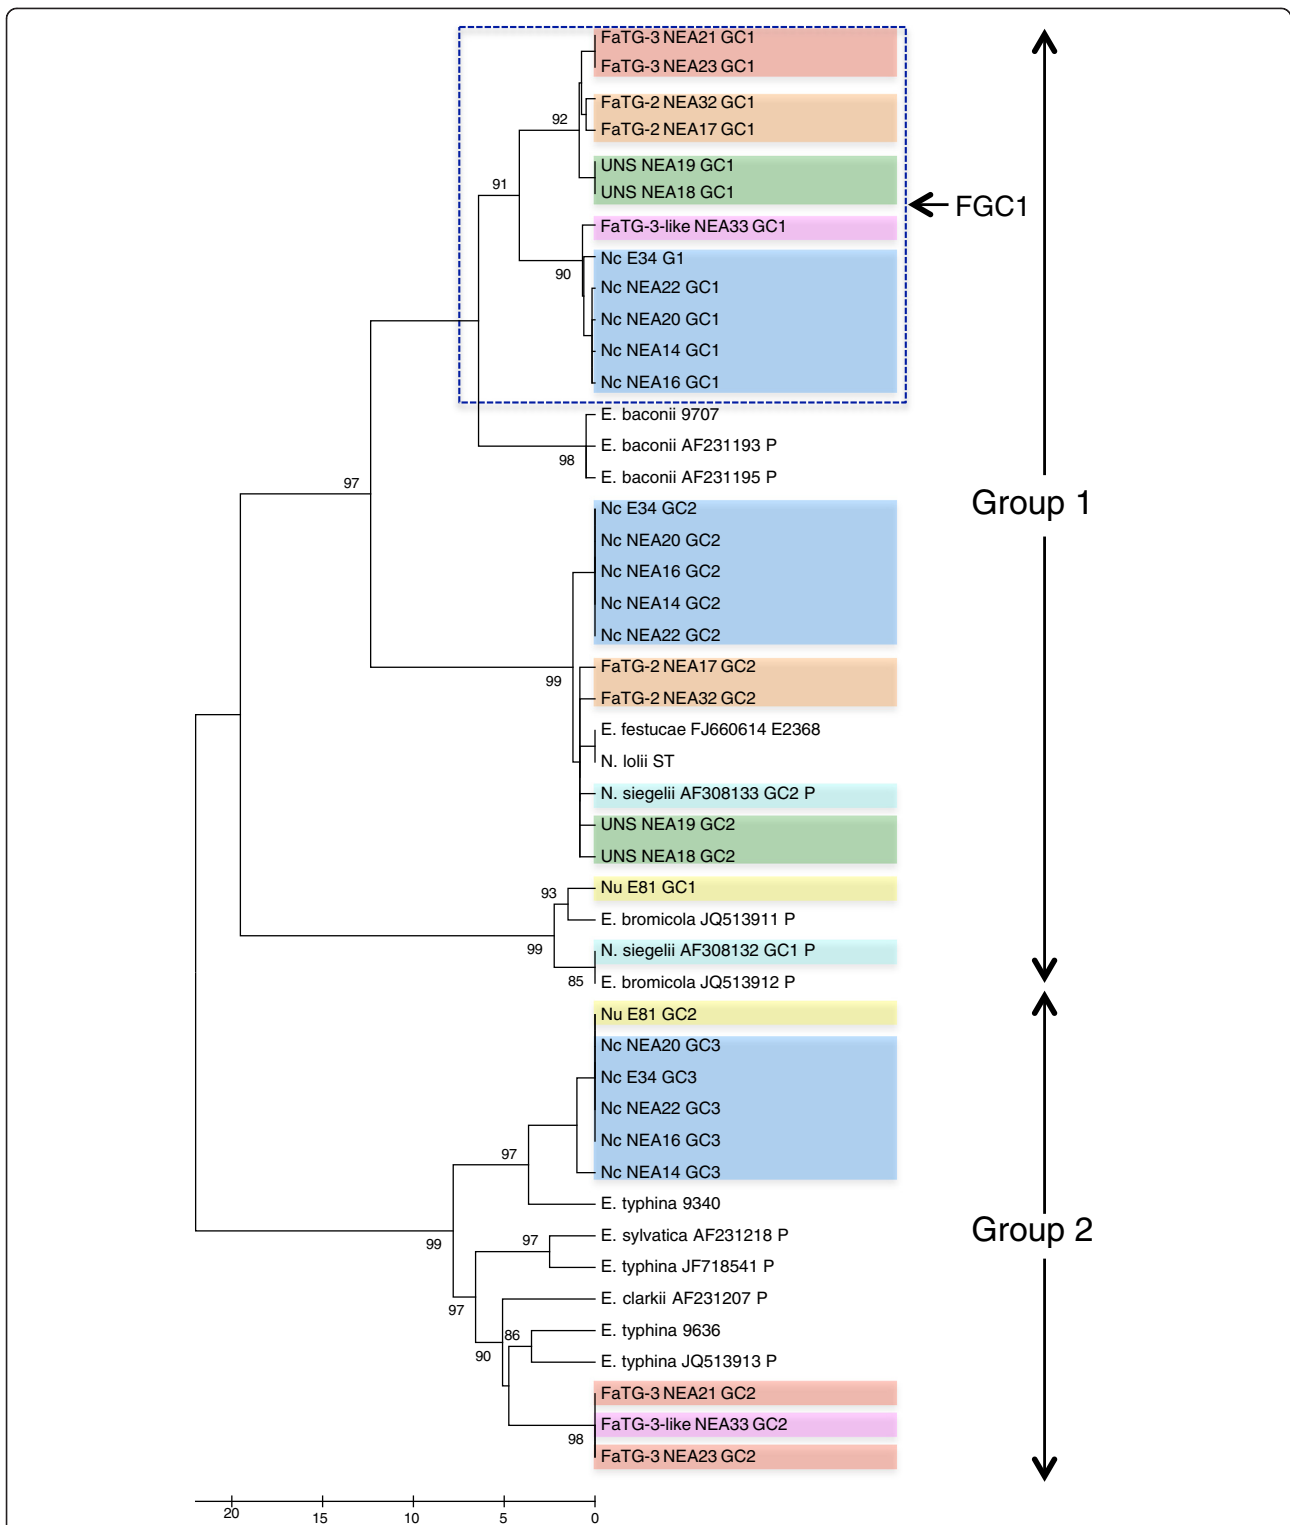 FaTG-3 NEA21 GC1
FaTG-3 NEA23 GC1
FaTG-2 NEA32 GC1
92
FaTG-2 NEA17 GC1
UNS NEA19 GC1
91
UNS NEA18 GC1
FGC1
FaTG-3-like NEA33 GC1
Nc E34 G1
90
Nc NEA22 GC1
Nc NEA20 GC1
Nc NEA14 GC1
Nc NEA16 GC1
E. baconii 9707
E. baconii AF231193 P
98
E. baconii AF231195 P
97
Group 1
Nc E34 GC2
Nc NEA20 GC2
Nc NEA16 GC2
Nc NEA14 GC2
Nc NEA22 GC2
FaTG-2 NEA17 GC2
99
FaTG-2 NEA32 GC2
E. festucae FJ660614 E2368
N. lolii ST
N. siegelii AF308133 GC2 P
UNS NEA19 GC2
UNS NEA18 GC2
93
Nu E81 GC1
E. bromicola JQ513911 P
99
N. siegelii AF308132 GC1 P
85
E. bromicola JQ513912 P
Nu E81 GC2
Nc NEA20 GC3
Nc E34 GC3
Nc NEA22 GC3
Nc NEA16 GC3
97
Nc NEA14 GC3
E. typhina 9340
Group 2
99
97
E. sylvatica AF231218 P
E. typhina JF718541 P
97
E. clarkii AF231207 P
86
E. typhina 9636
90
E. typhina JQ513913 P
FaTG-3 NEA21 GC2
FaTG-3-like NEA33 GC2
98
FaTG-3 NEA23 GC2
20 15 10 5 0